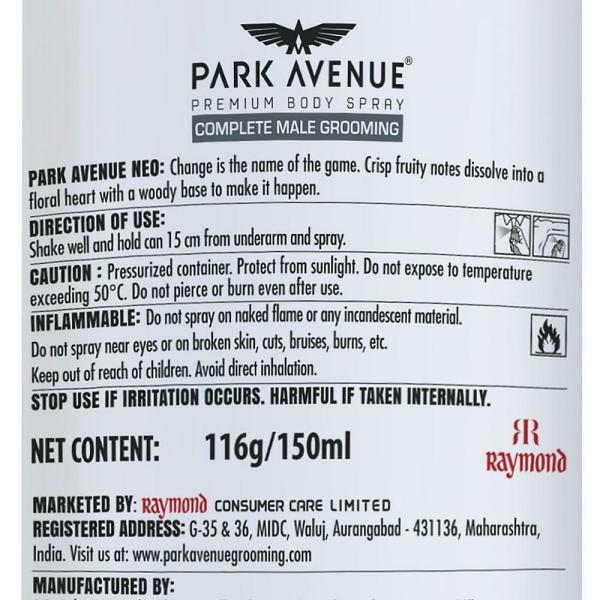 PARK AVENUE®
PREMIUM BODY SPRAY
COMPLETE MALE GROOMING
PARK AVENUE NEO: Change is the name of the game. Crisp fruity notes dissolve into a
floral heart with a woody base to make it happen.
DIRECTION OF USE:
Shake well and hold can 15 cm from underarm and spray.
CAUTION : Pressurized container. Protect from sunlight. Do not expose to temperature
exceeding 50°C. Do not pierce or burn even after use.
INFLAMMABLE: Do not spray on naked flame or any incandescent material.
Do not spray near eyes or on broken skin, cuts, bruises, burns, etc.
Keep out of reach of children. Avoid direct inhalation.
STOP USE IF IRRITATION OCCURS. HARMFUL IF TAKEN INTERNALLY.
NET CONTENT: 116g/150ml
Raymond
MARKETED BY: Raymond CONSUMER CARE LIMITED
REGISTERED ADDRESS: G-35 & 36, MIDC, Waluj, Aurangabad - 431136, Maharashtra,
India. Visit us at: www.parkavenuegrooming.com
MANUFACTURED BY: